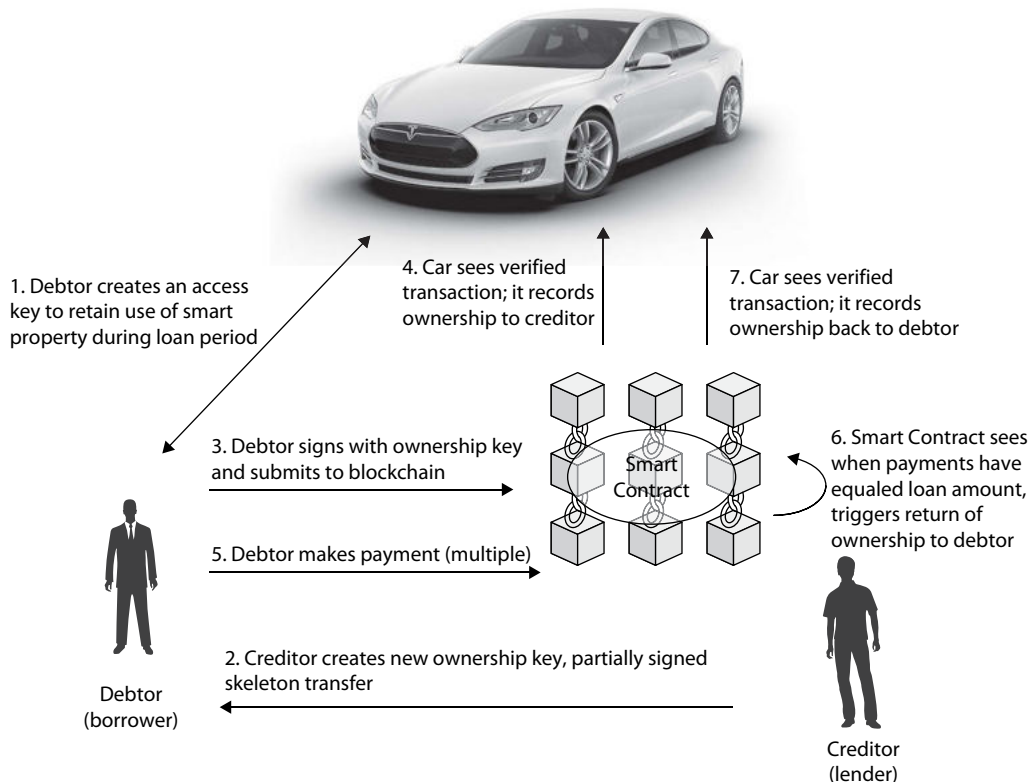 1. Debtor creates an access
key to retain use of smart
property during loan period
4. Car sees verified
transaction; it records
ownership to creditor
7. Car sees verified
transaction; it records
ownership back to debtor
3. Debtor signs with ownership key
and submits to blockchain
Smart
Contract
6. Smart Contract sees
when payments have
equaled loan amount,
triggers return of
ownership to debtor
5. Debtor makes payment (multiple)
2. Creditor creates new ownership key, partially signed
skeleton transfer
Debtor
(borrower)
Creditor
(lender)